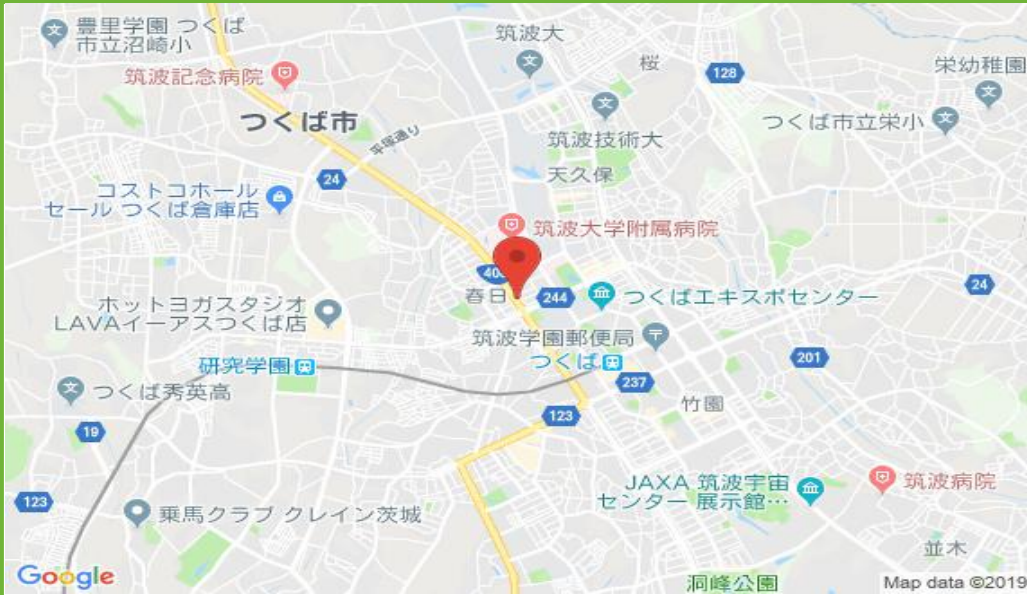 豊里学園 つくば
市立沼崎小
筑波大
桜
128
栄幼稚園
筑波記念病院
つくば市
平塚通り
筑波技術大
つくば市立栄小
天久保
24
コストコホール
セール つくば倉庫店
筑波大学附属病院
春日
244
つくばエキスポセンター
24
ホットヨガスタジオ
LAVAイーアスつくば店
筑波学園郵便局
つくば
研究学園
201
237
つくば秀英高
竹園
123
19
JAXA 筑波宇宙
センター 展示館…
筑波病院
123
乗馬クラブ クレイン茨城
並木
Google
洞峰公園
Map data ©2019